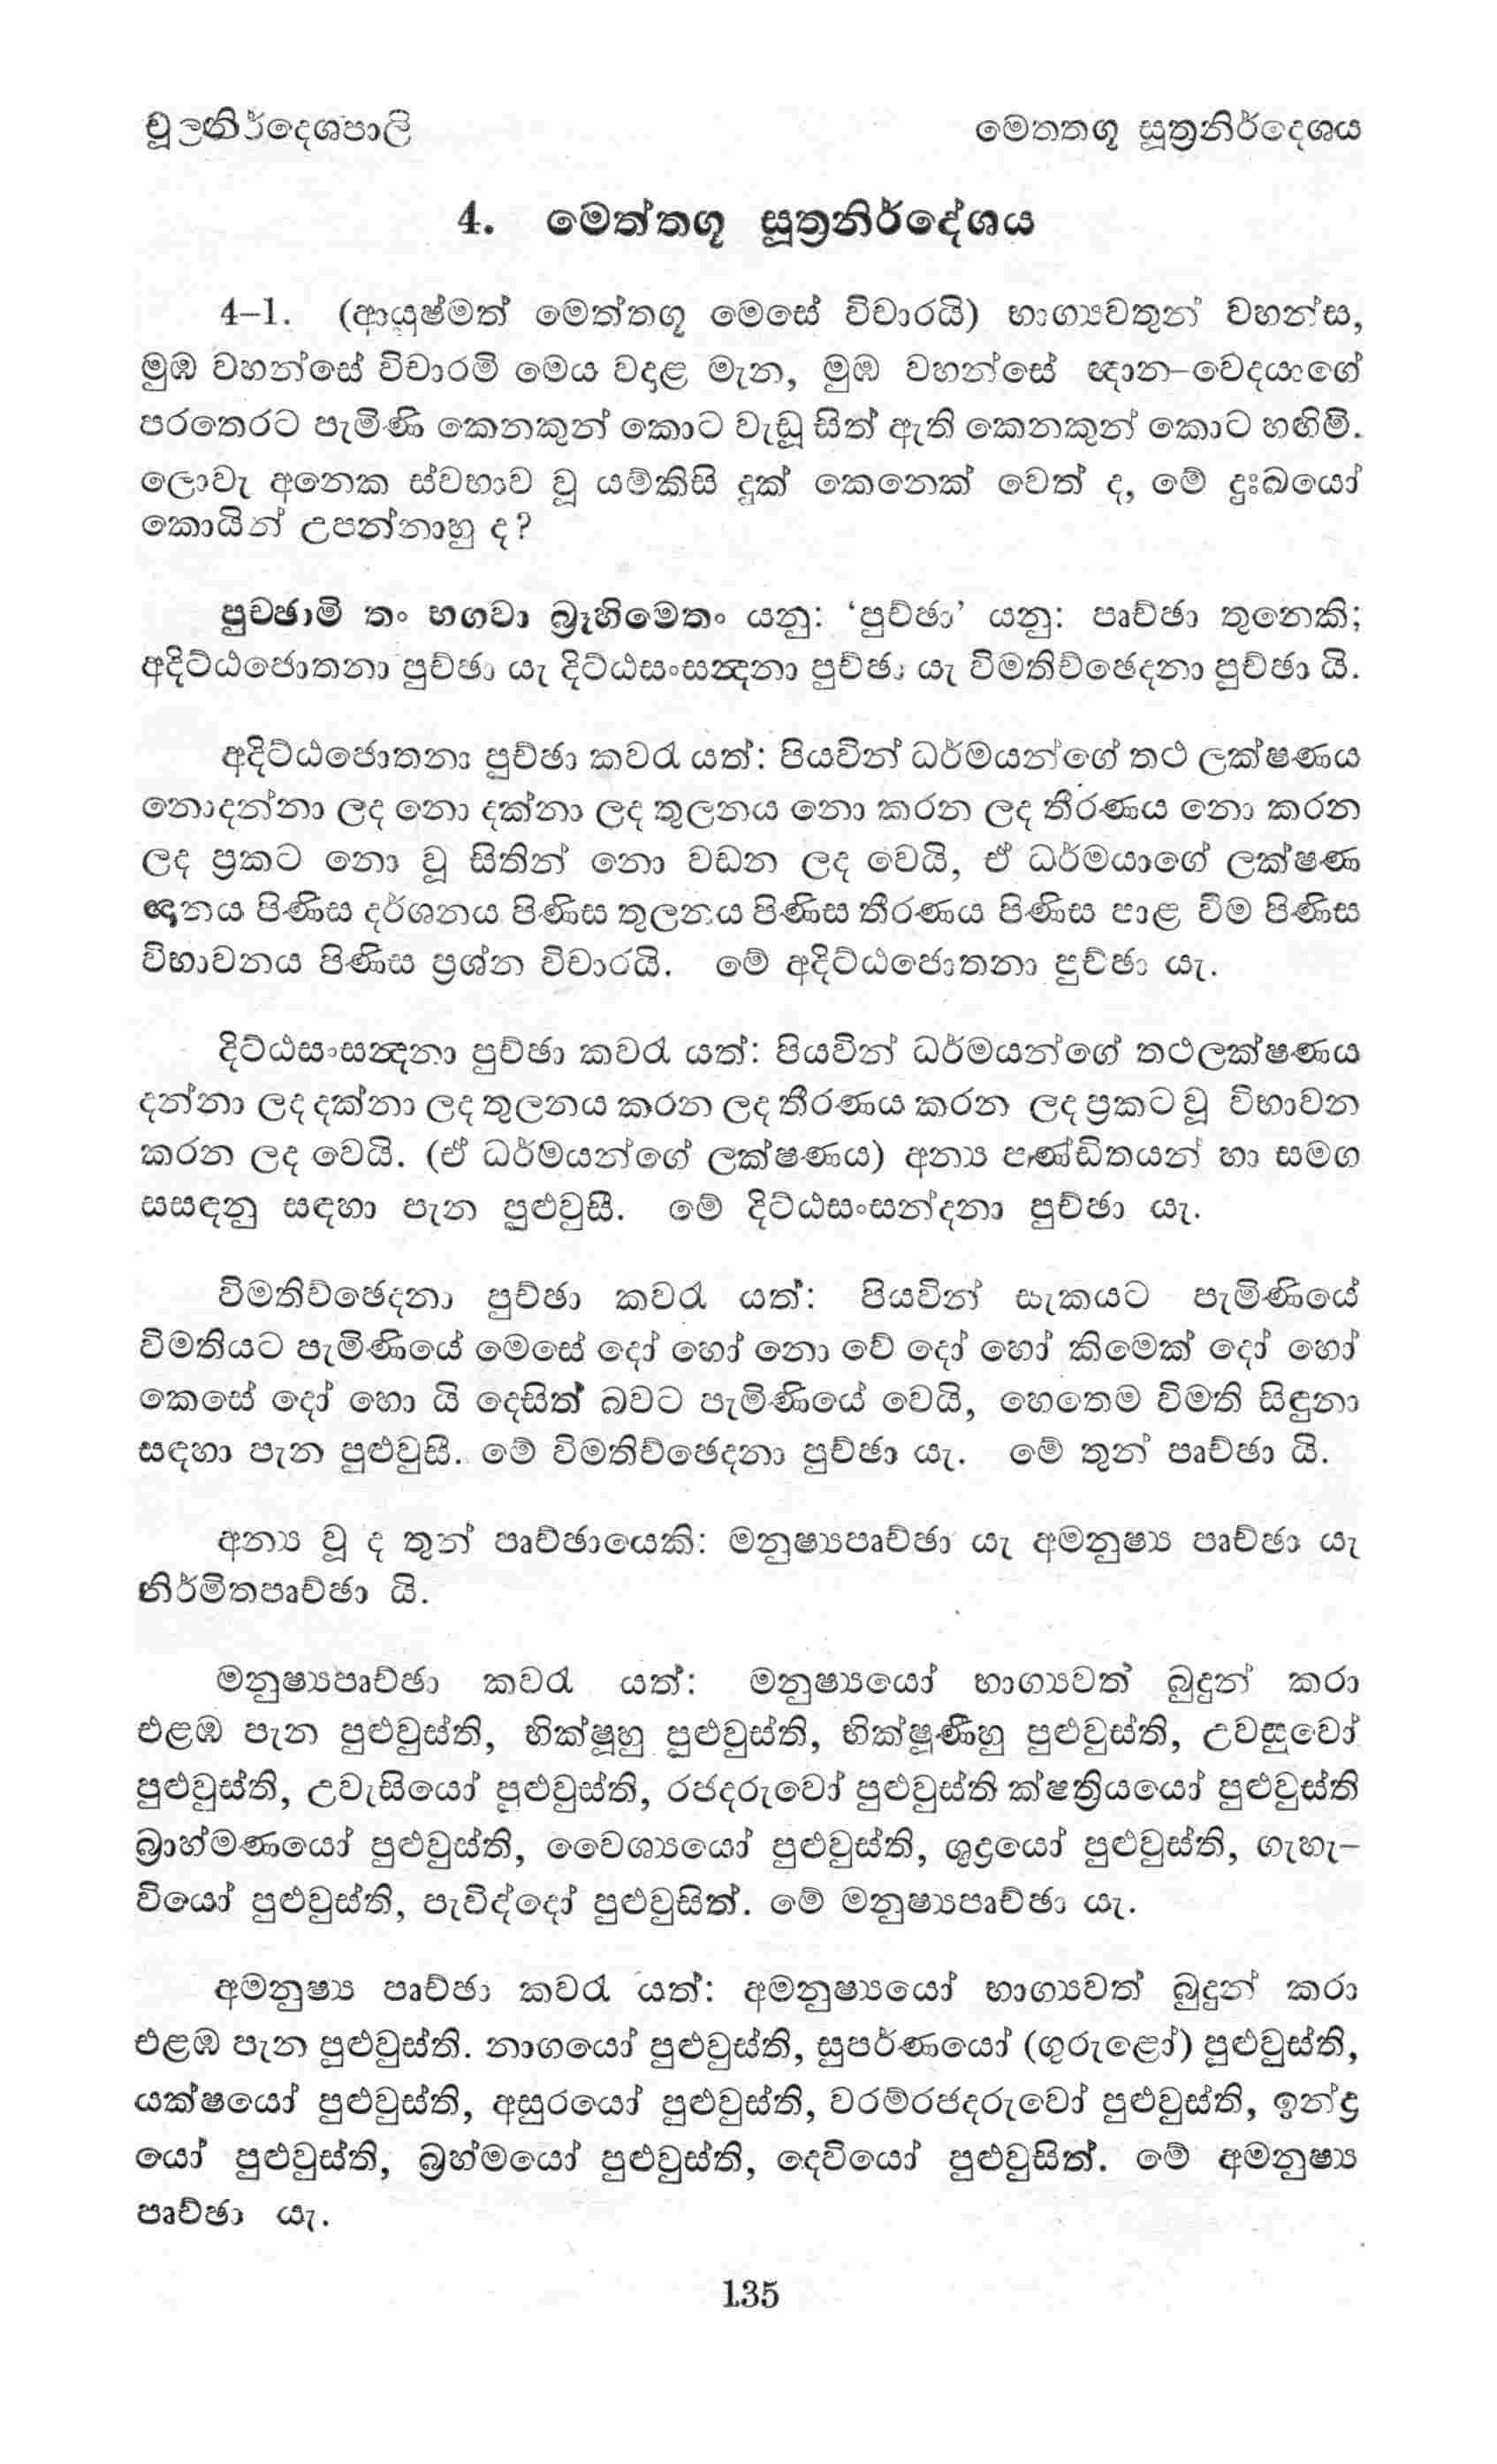 චූළනිර්දෙශපාලි
මෙතතගූ සූත්‍රනිර්දෙශය
4. මෙත්තගූ සූත්‍රනිර්දේශය
4–1. (ආයුෂ්මත් මෙත්තගූ මෙසේ විචාරයි) භාග්‍යවතුන් වහන්ස,
මුඹ වහන්සේ විචාරමි මෙය වදාළ මැන, මුඹ වහන්සේ ඥාන–වෙදයාගේ
පරතෙරට පැමිණි කෙනකුන් කොට වැඩූ සිත් ඇති කෙනකුන් කොට හඟිමි.
ලොවැ අනෙක ස්වභාව වූ යම්කිසි දුක් කෙනෙක් වෙත් ද, මේ දුඃඛයෝ
කොයින් උපන්නාහු ද?
පුච්ඡාමි තං භගවා බ්‍රෑහිමෙතං යනු: ‘පුච්ඡා’ යනු: පෘච්ඡා තුනෙකි;
අදිට්ඨජොතනා පුච්ඡා යැ දිට්ඨසංසන්‍දනා පුච්ඡා යැ විමතිච්ඡෙදනා පුච්ඡා යි.
අදිට්ඨජොතනා පුච්ඡා කවරැ යත්: පියවින් ධර්මයන්ගේ තථ ලක්ෂණය
නොදන්නා ලද නො දක්නා ලද තුලනය නො කරන ලද තීරණය නො කරන
ලද ප්‍රකට නො වූ සිතින් නො වඩන ලද වෙයි, ඒ ධර්මයාගේ ලක්ෂණ
ඥානය පිණිස දර්ශනය පිණිස තුලනය පිණිස තීරණය පිණිස පාළ වීම පිණිස
විභාවනය පිණිස ප්‍රශ්න විචාරයි. මේ අදිට්ඨජොතනා පුච්ඡා යැ.
දිට්ඨසංසන්‍දනා පුච්ඡා කවරැ යත්: පියවින් ධර්මයන්ගේ තථලක්ෂණය
දන්නා ලද දක්නා ලද තුලනය කරන ලද තීරණය කරන ලද ප්‍රකට වූ විභාවන
කරන ලද වෙයි. (ඒ ධර්මයන්ගේ ලක්ෂණය) අන්‍ය පණ්ඩිතයන් හා සමග
සසඳනු සඳහා පැන පුළුවුසී. මේ දිට්ඨසංසන්දනා පුච්ඡා යැ.
විමතිච්ඡෙදනා පුච්ඡා කවරැ යත්: පියවින් සැකයට පැමිණියේ
විමතියට පැමිණියේ මෙසේ දෝ හෝ නො වේ දෝ හෝ කිමෙක් දෝ හෝ
කෙසේ දෝ හො යි දෙසිත් බවට පැමිණියේ වෙයි, හෙතෙම විමති සිඳුනා
සඳහා පැන පුළුවුසී. මේ විමතිච්ඡෙදනා පුච්ඡා යැ. මේ තුන් පෘච්ඡා යි.
අන්‍ය වූ ද තුන් පෘච්ඡායෙකි: මනුෂ්‍යපෘච්ඡා යැ අමනුෂ්‍ය පෘච්ඡා යැ
නිර්මිතපෘච්ඡා යි.
මනුෂ්‍යපෘච්ඡා කවරැ යත්: මනුෂ්‍යයෝ භාග්‍යවත් බුදුන් කරා
එළඹ පැන පුළුවුස්ති, භික්ෂූහු පුළුවුස්ති, භික්ෂූණීහු පුළුවුස්ති, උවසුවෝ
පුළුවුස්ති, උවැසියෝ පුළුවුස්ති, රජදරුවෝ පුළුවුස්ති ක්ෂත්‍රියයෝ පුළුවුස්ති
බ්‍රාහ්මණයෝ පුළුවුස්ති, වෛශ්‍යයෝ පුළුවුස්ති, ශුද්‍රයෝ පුළුවුස්ති, ගැහැ–
වියෝ පුළුවුස්ති, පැවිද්දෝ පුළුවුසිත්. මේ මනුෂ්‍යපෘච්ඡා යැ.
අමනුෂ්‍ය පෘච්ඡා කවරැ යත්: අමනුෂ්‍යයෝ භාග්‍යවත් බුදුන් කරා
එළඹ පැන පුළුවුස්ති. නාගයෝ පුළුවුස්ති, සුපර්ණයෝ (ගුරුළෝ) පුළුවුස්ති,
යක්ෂයෝ පුළුවුස්ති, අසුරයෝ පුළුවුස්ති, වරම්රජදරුවෝ පුළුවුස්ති, ඉන්ද්‍ර
යෝ පුළුවුස්ති, බ්‍රහ්මයෝ පුළුවුස්ති, දෙවියෝ පුළුවුසිත්. මේ අමනුෂ්‍ය
පෘච්ඡා යැ.
135